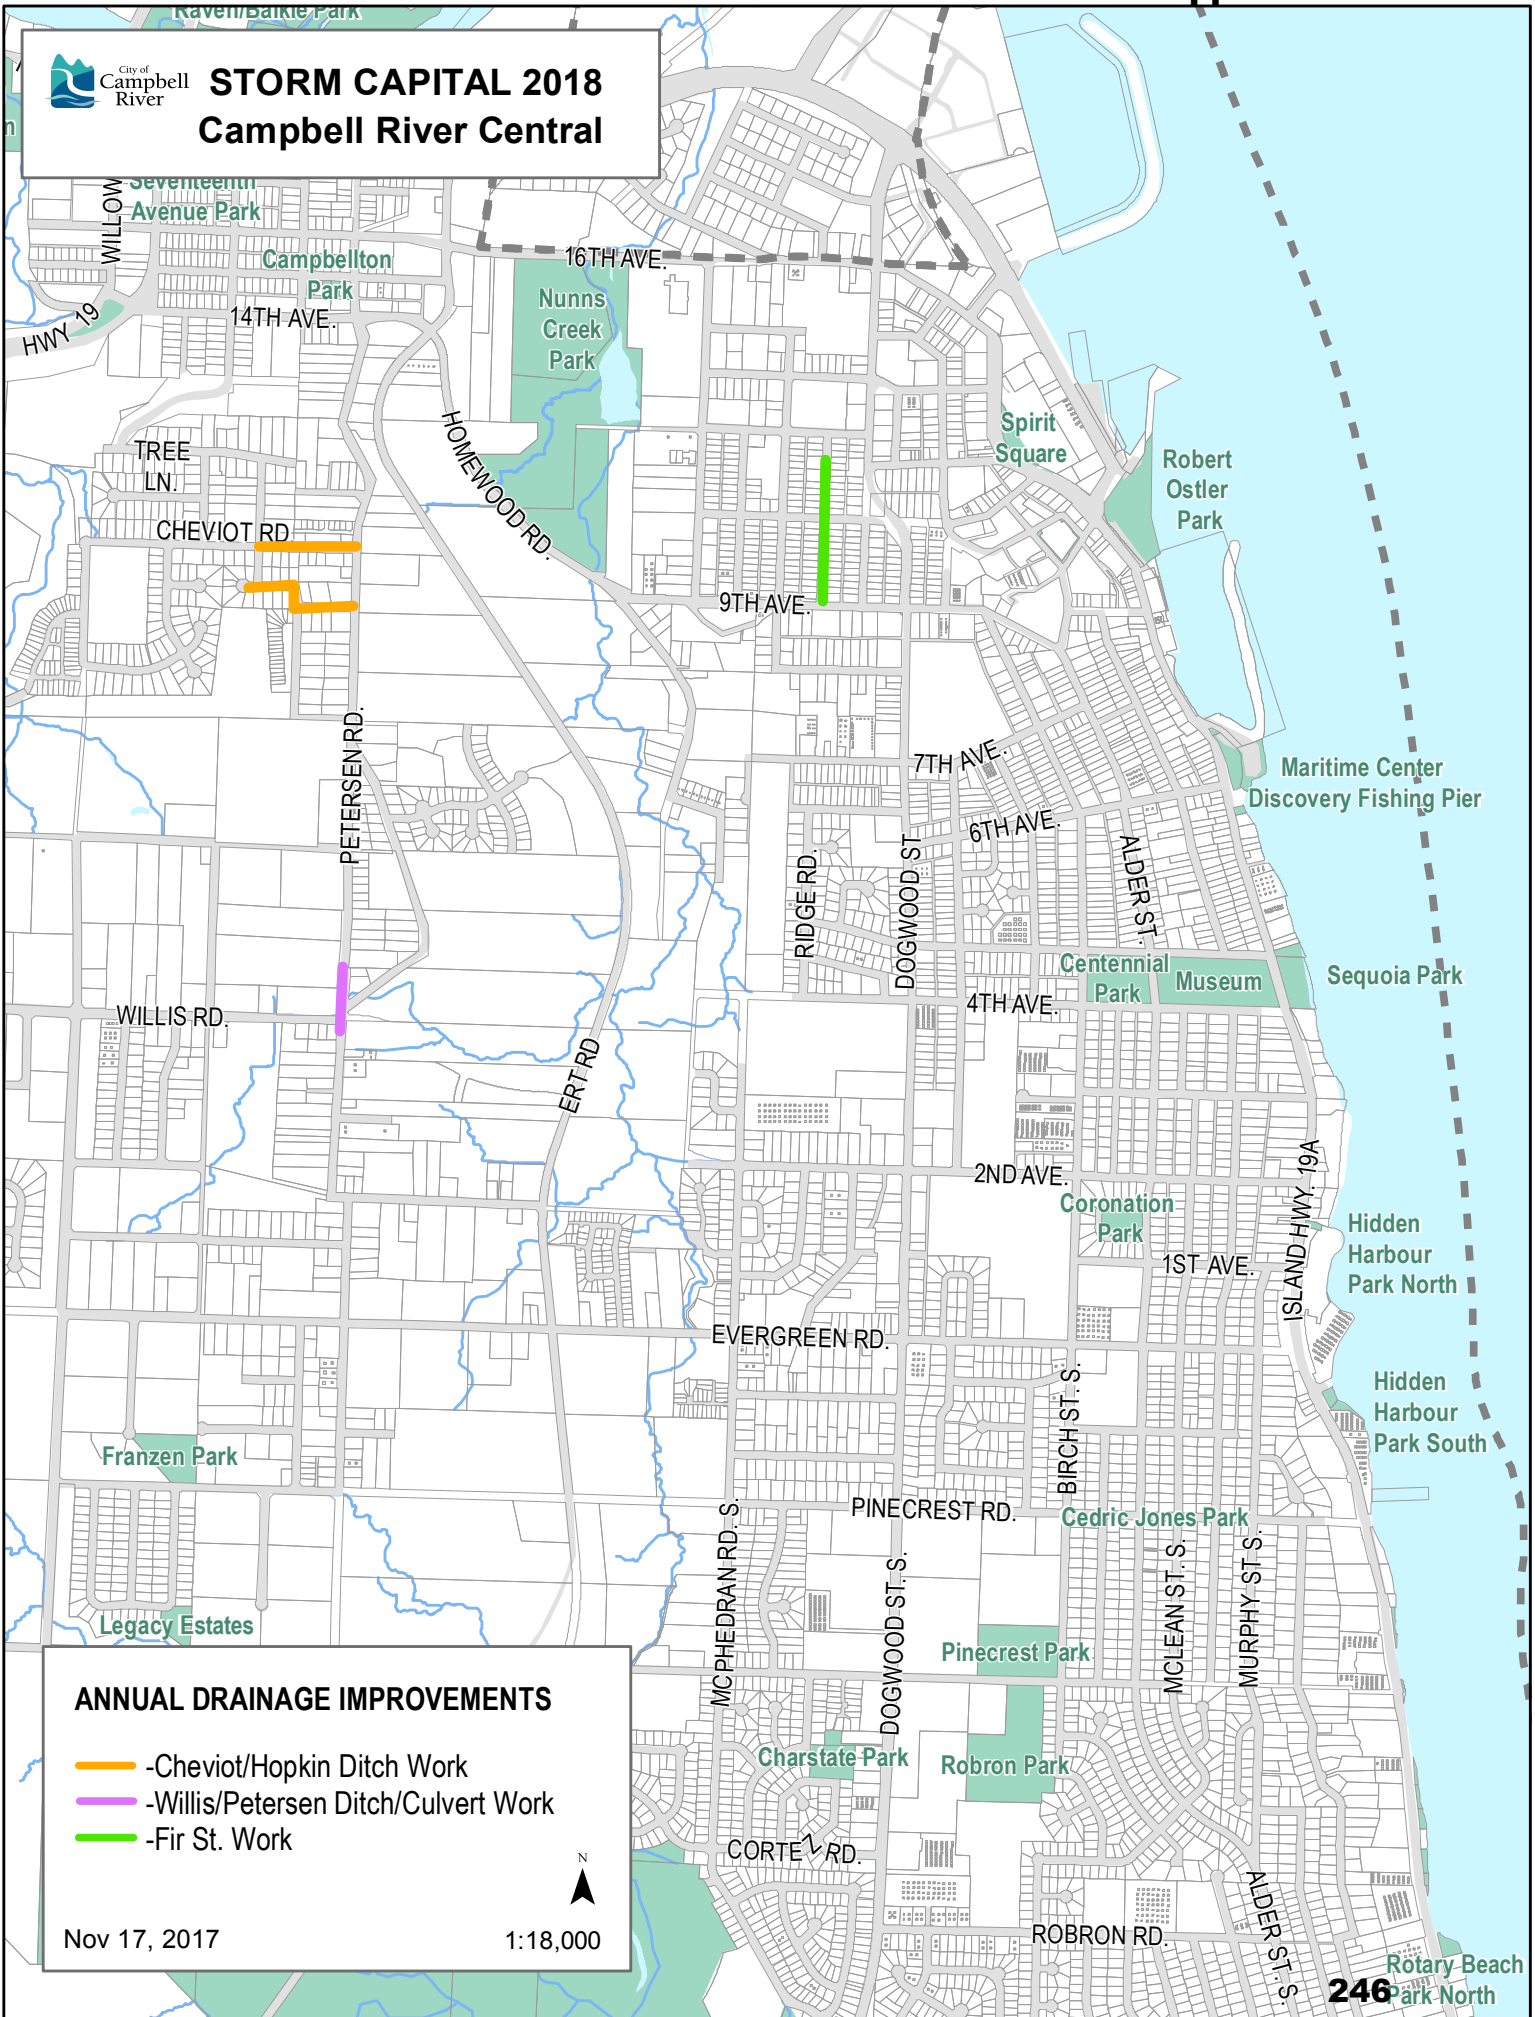 Raven/Baikie Park
City of
Campbell
River
STORM CAPITAL 2018
Campbell River Central
WILLOW
Seventeenth
Avenue Park
16TH AVE.
Campbellton
Park
Nunns
Creek
Park
HWY 19
14TH AVE.
HOMEWOOD RD.
Spirit
Square
TREE
LN.
Robert
Ostler
Park
CHEVIOT RD
9TH AVE.
PETERSEN RD.
7TH AVE.
Maritime Center
Discovery Fishing Pier
6TH AVE.
ALDER ST.
RIDGE RD.
DOGWOOD ST
Centennial
Park
Museum
Sequoia Park
4TH AVE.
WILLIS RD.
ERT RD
2ND AVE.
ISLAND HWY. 19A
Coronation
Park
Hidden
Harbour
Park North
1ST AVE.
EVERGREEN RD.
BIRCH ST. S.
Hidden
Harbour
Park South
Franzen Park
PINECREST RD.
Cedric Jones Park
MCPHEDRAN RD. S.
DOGWOOD ST. S.
MCLEAN ST. S.
MURPHY ST S.
Legacy Estates
Pinecrest Park
Charstate Park
Robron Park
CORTEZ RD.
ALDER ST. S.
ROBRON RD.
Rotary Beach
Park North
ANNUAL DRAINAGE IMPROVEMENTS
-Cheviot/Hopkin Ditch Work
-Willis/Petersen Ditch/Culvert Work
-Fir St. Work
N
Nov 17, 2017
1:18,000
246